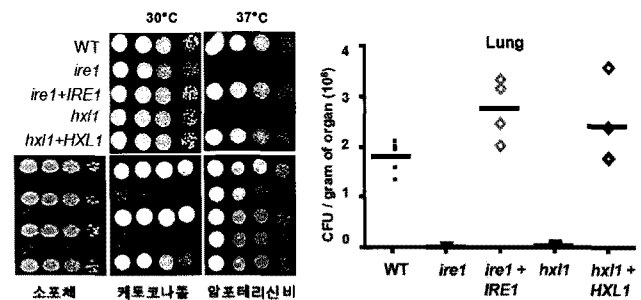 30°C 37°C
WT
ire1
ire1+IRE1
hxl1
hxl1+HXL1
소포체 케토코나졸 암포테리신비
Lung
CFU / gram of organ (10⁶)
4
3
2
1
0
WT ire1 ire1 + IRE1 hxl1 hxl1 + HXL1